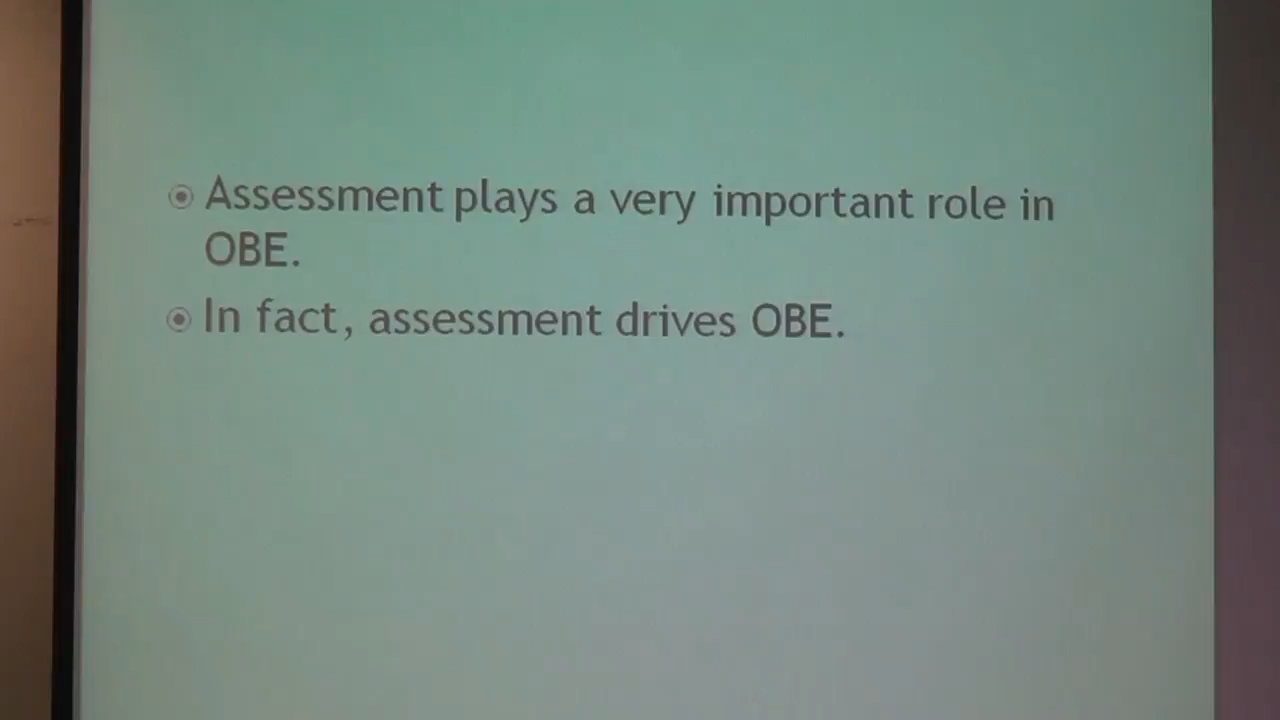 Assessment plays a very important role in
OBE.
In fact, assessment drives OBE.